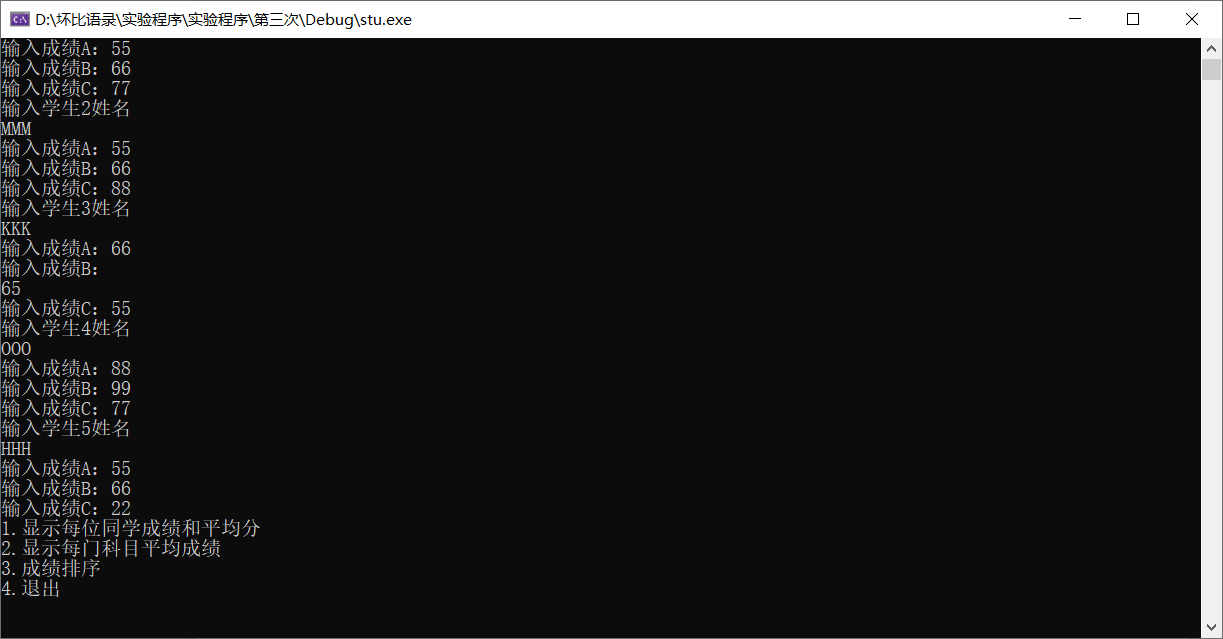 D:\坏比语录\实验程序\实验程序\第三次\Debug\stu.exe
输入成绩A：55
输入成绩B：66
输入成绩C：77
输入学生2姓名
MMM
输入成绩A：55
输入成绩B：66
输入成绩C：88
输入学生3姓名
KKK
输入成绩A：66
输入成绩B：
65
输入成绩C：55
输入学生4姓名
OOO
输入成绩A：88
输入成绩B：99
输入成绩C：77
输入学生5姓名
HHH
输入成绩A：55
输入成绩B：66
输入成绩C：22
1.显示每位同学成绩和平均分
2.显示每门科目平均成绩
3.成绩排序
4.退出